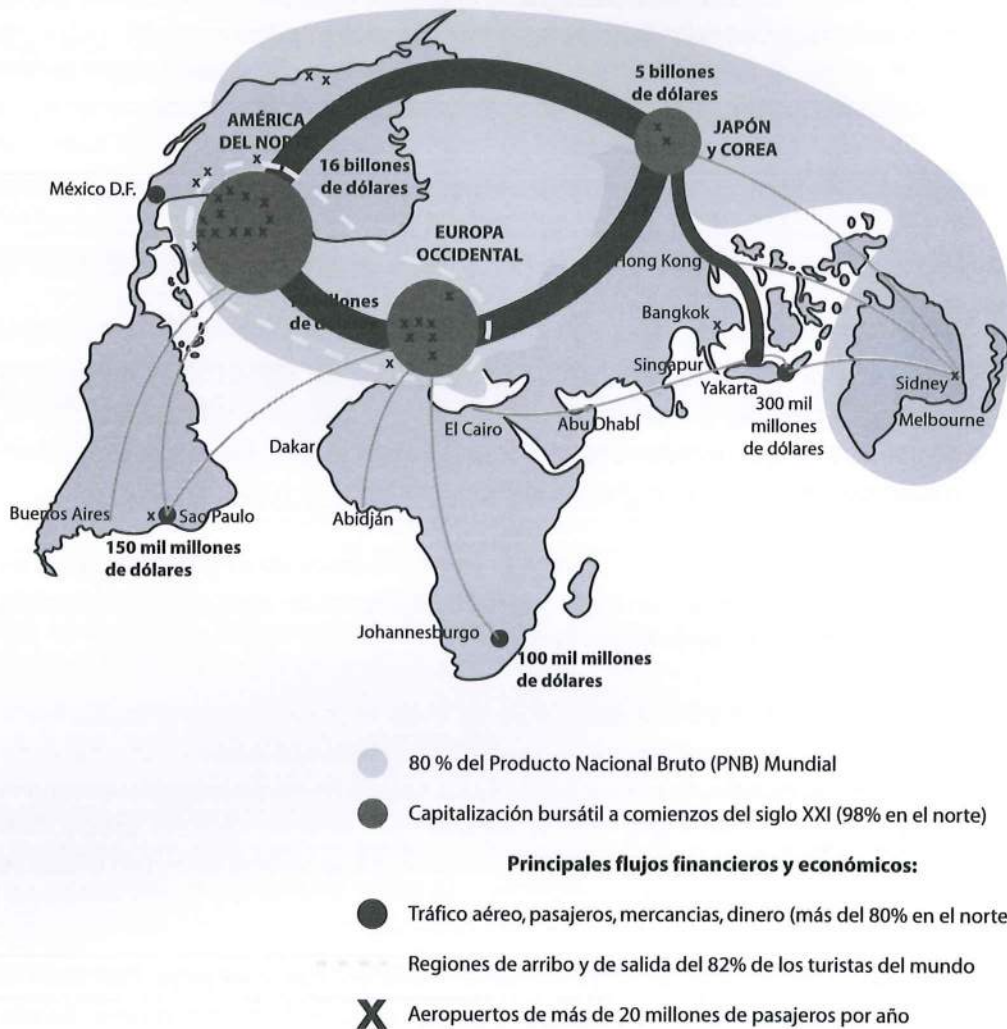 5 billones
de dólares
AMÉRICA
DEL NORTE
JAPÓN
y COREA
16 billones
de dólares
México D.F.
EUROPA
OCCIDENTAL
Hong Kong
billones
de dólares
Bangkok
Singapur
Yakarta
Sidney
300 mil
millones
de dólares
Melbourne
El Cairo
Abu Dhabí
Dakar
Buenos Aires
x
Sao Paulo
Abidján
150 mil millones
de dólares
Johannesburgo
100 mil millones
de dólares
80 % del Producto Nacional Bruto (PNB) Mundial
Capitalización bursátil a comienzos del siglo XXI (98% en el norte)
Principales flujos financieros y económicos:
Tráfico aéreo, pasajeros, mercancias, dinero (más del 80% en el norte
Regiones de arribo y de salida del 82% de los turistas del mundo
X Aeropuertos de más de 20 millones de pasajeros por año